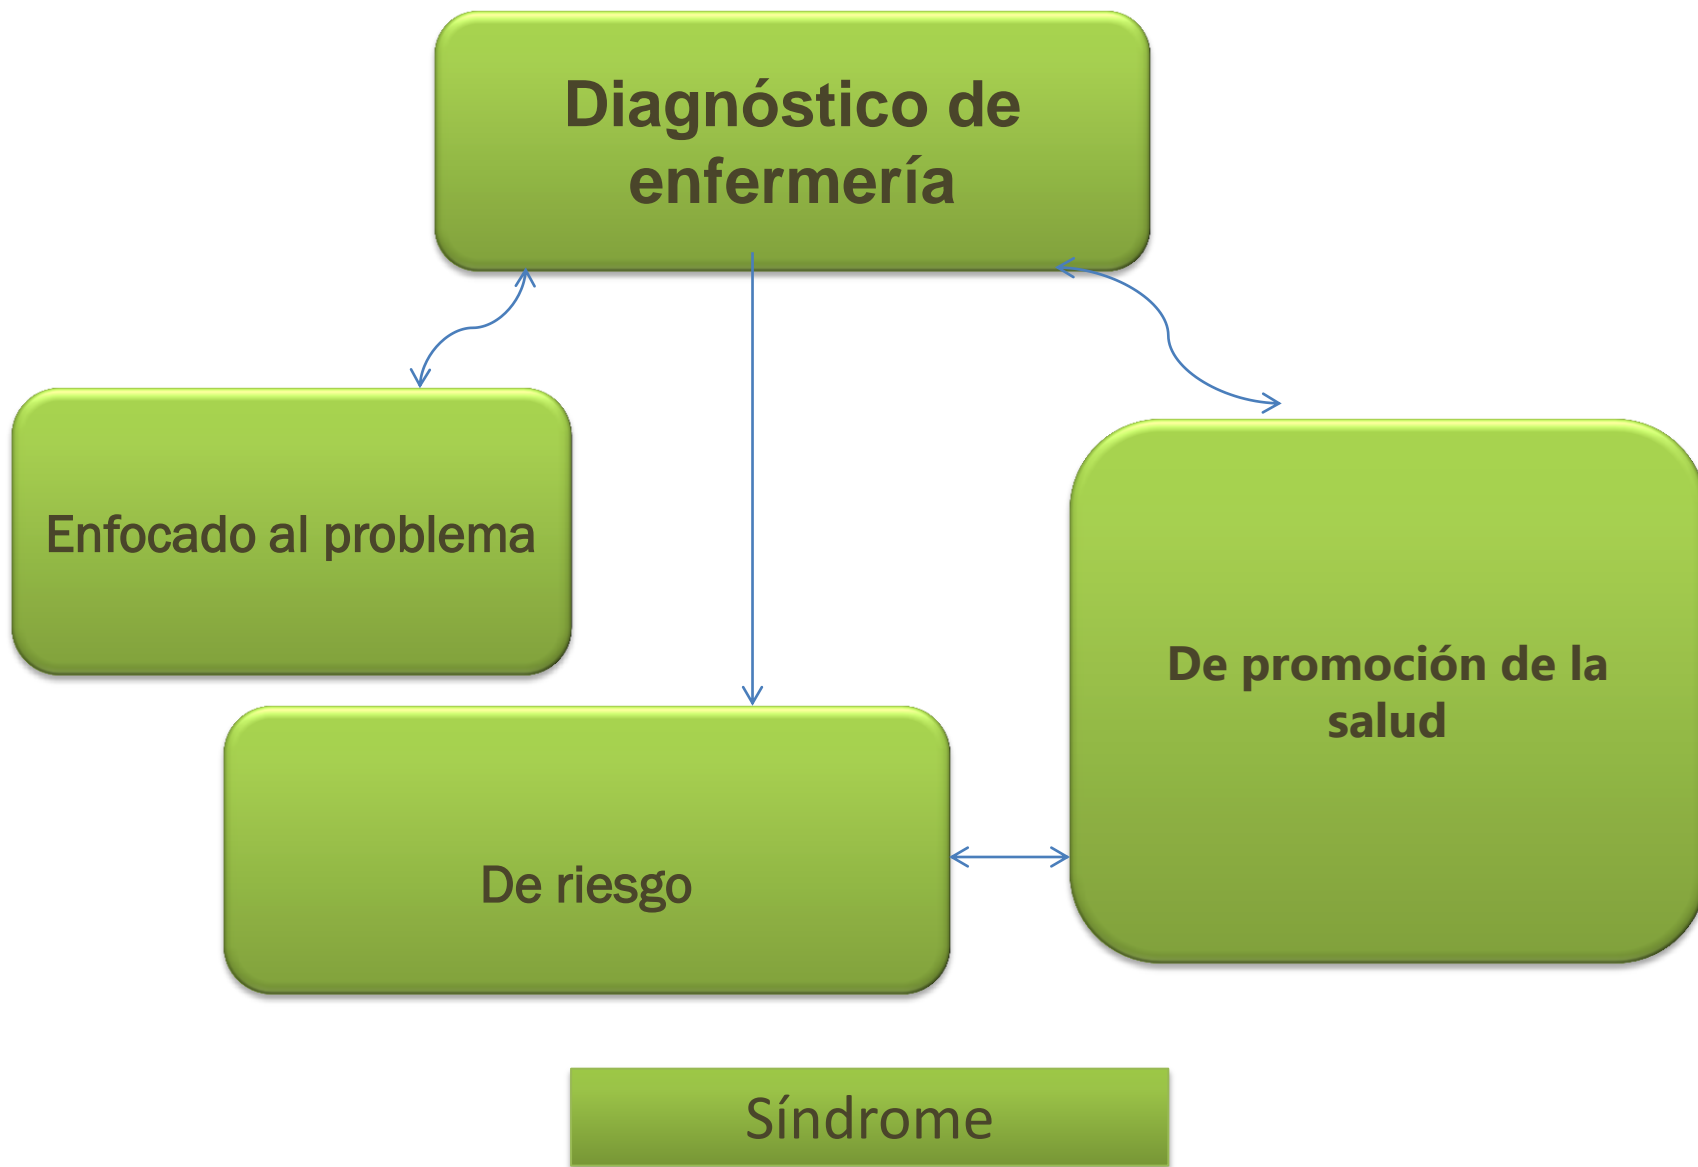 Diagnóstico de
enfermería
Enfocado al problema
De promoción de la
salud
De riesgo
Síndrome